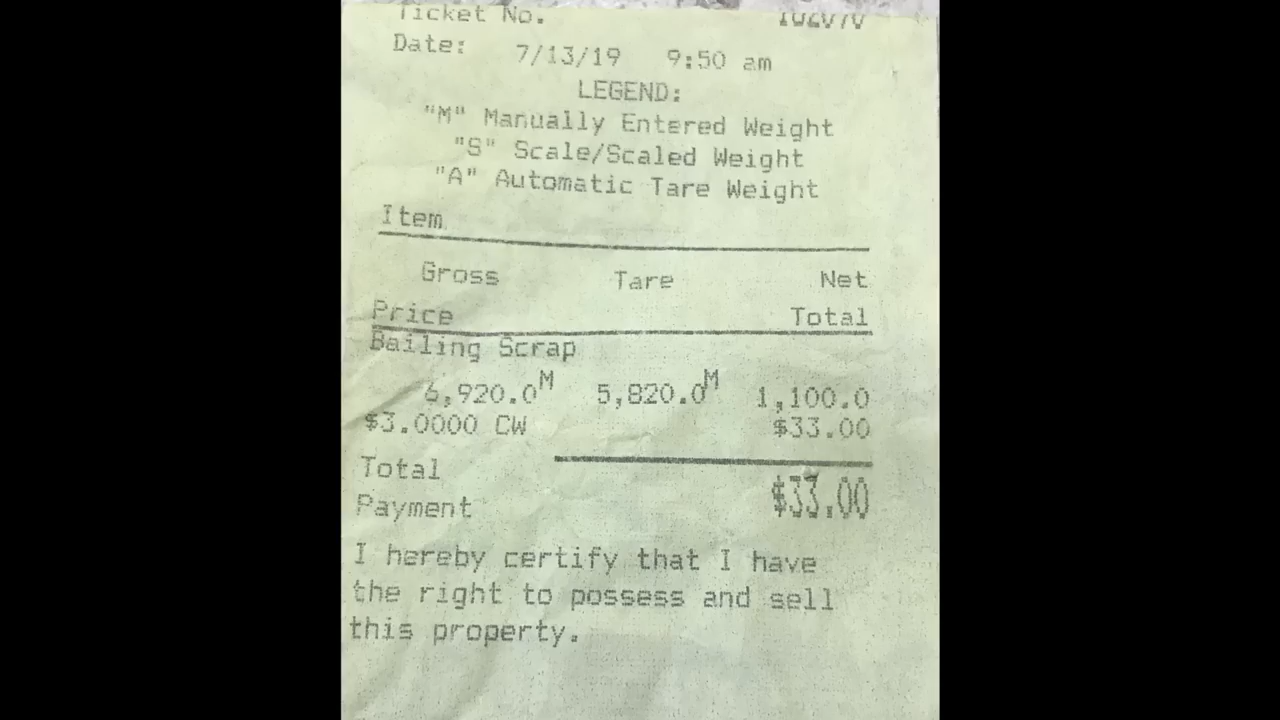 Ticket No.
Date: 7/13/19 9:50 am
LEGEND:
"M" Manually Entered Weight
"S" Scale/Scaled Weight
"A" Automatic Tare Weight
Item
Gross Tare Net
Price Total
Bailing Scrap
6,920.0M 5,820.0M 1,100.0
$3.0000 CW $33.00
Total
Payment $33.00
I hereby certify that I have
the right to possess and sell
this property.